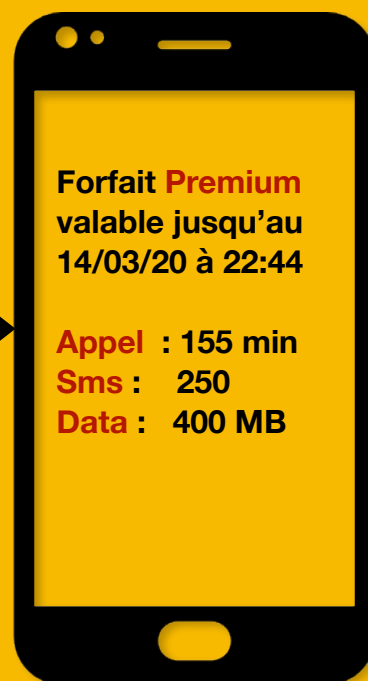 Forfait Premium
valable jusqu’au
14/03/20 à 22:44
Appel : 155 min
Sms : 250
Data : 400 MB